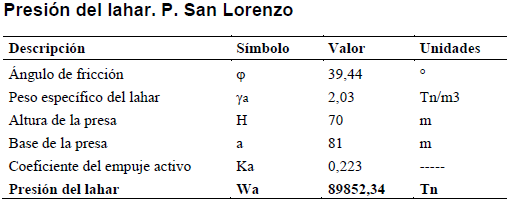 Presión del lahar. P. San Lorenzo
Descripción Símbolo Valor Unidades
Ángulo de fricción φ 39,44 °
Peso específico del lahar γa 2,03 Tn/m3
Altura de la presa H 70 m
Base de la presa a 81 m
Coeficiente del empuje activo Ka 0,223 -----
Presión del lahar Wa 89852,34 Tn